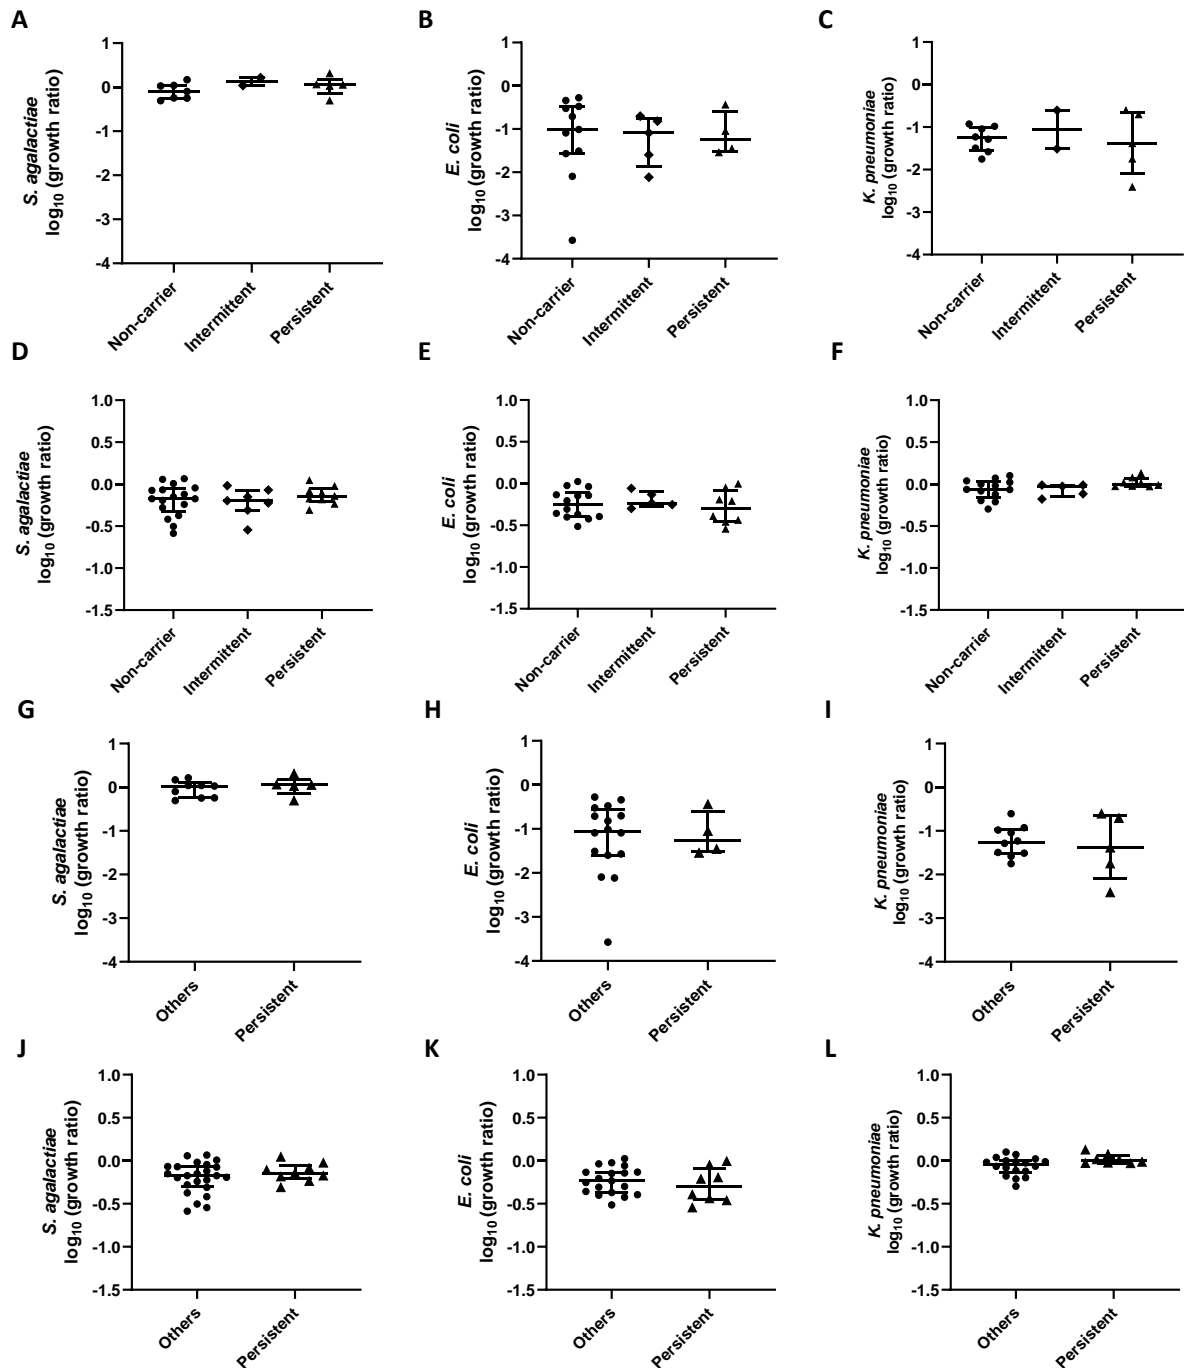 A
S. agalactiae
log10 (growth ratio)
1
0
-1
-2
-3
-4
Non-carrier
Intermittent
Persistent
B
E. coli
log10 (growth ratio)
1
0
-1
-2
-3
-4
Non-carrier
Intermittent
Persistent
C
K. pneumoniae
log10 (growth ratio)
1
0
-1
-2
-3
-4
Non-carrier
Intermittent
Persistent
D
S. agalactiae
log10 (growth ratio)
1.0
0.5
0.0
-0.5
-1.0
-1.5
Non-carrier
Intermittent
Persistent
E
E. coli
log10 (growth ratio)
1.0
0.5
0.0
-0.5
-1.0
-1.5
Non-carrier
Intermittent
Persistent
F
K. pneumoniae
log10 (growth ratio)
1.0
0.5
0.0
-0.5
-1.0
-1.5
Non-carrier
Intermittent
Persistent
G
S. agalactiae
log10 (growth ratio)
1
0
-1
-2
-3
-4
Others
Persistent
H
E. coli
log10 (growth ratio)
1
0
-1
-2
-3
-4
Others
Persistent
I
K. pneumoniae
log10 (growth ratio)
1
0
-1
-2
-3
-4
Others
Persistent
J
S. agalactiae
log10 (growth ratio)
1.0
0.5
0.0
-0.5
-1.0
-1.5
Others
Persistent
K
E. coli
log10 (growth ratio)
1.0
0.5
0.0
-0.5
-1.0
-1.5
Others
Persistent
L
K. pneumoniae
log10 (growth ratio)
1.0
0.5
0.0
-0.5
-1.0
-1.5
Others
Persistent